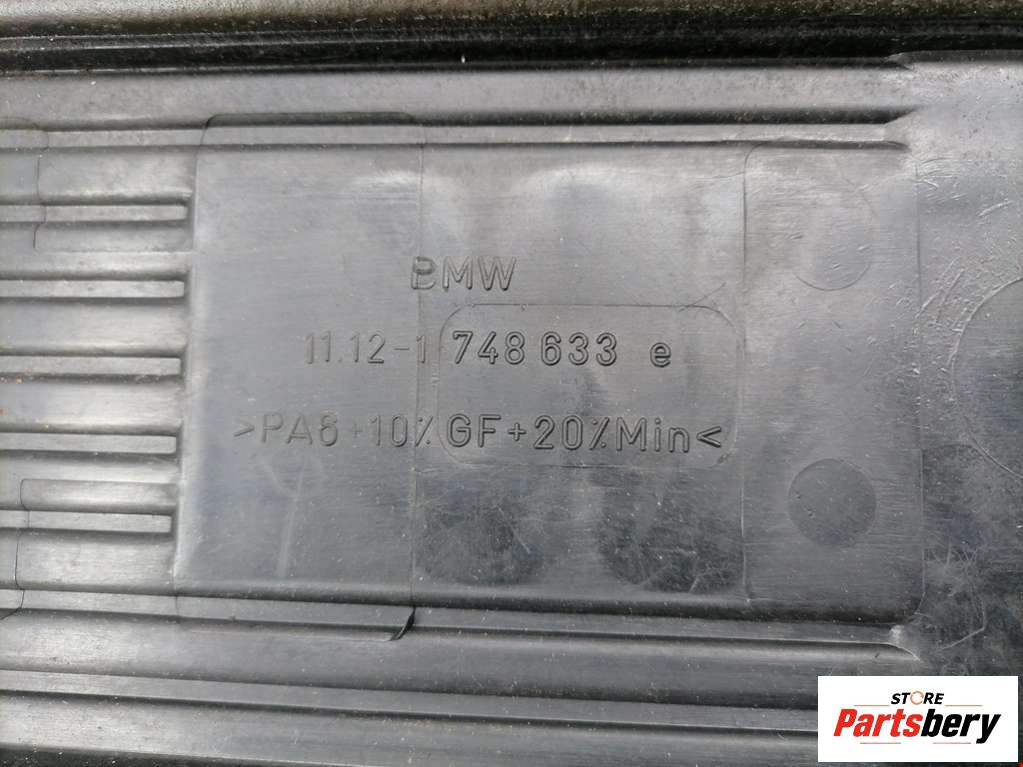 BMW
11.12-1 748 633 e
>PA6+10%GF+20%Min<
STORE
Partsbery